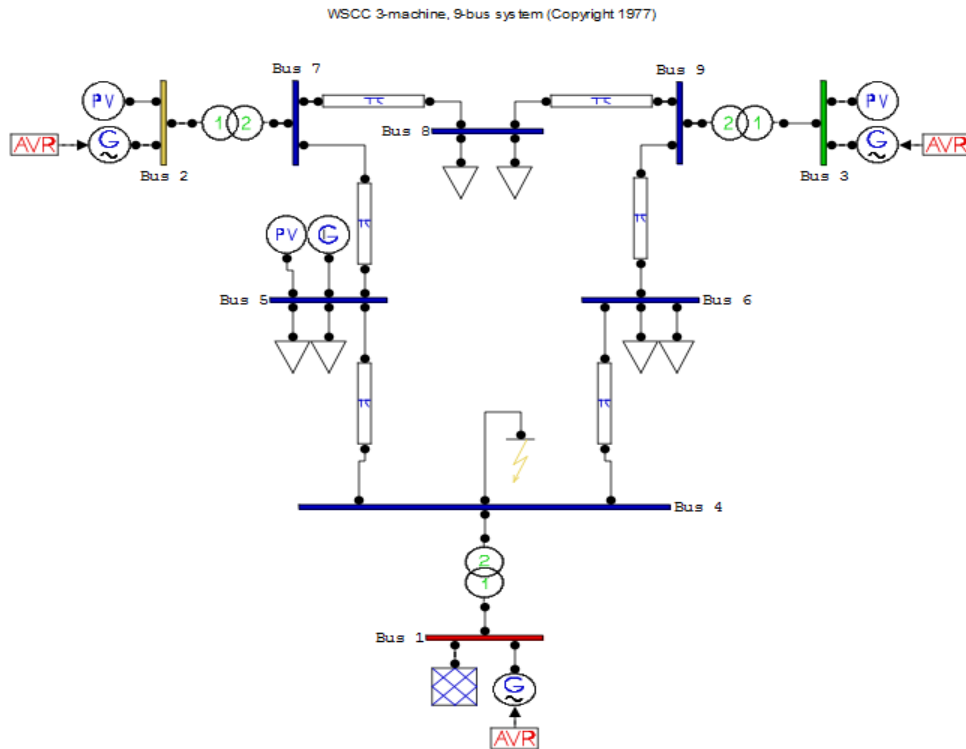 WSCC 3-machine, 9-bus system (Copyright 1977)
Bus 7
Bus 9
PV
π
π
PV
1 2
Bus 8
2 1
AVR
G
~
G
~
AVR
Bus 2
Bus 3
π
π
PV
G
Bus 5
Bus 6
π
π
Bus 4
2
1
Bus 1
G
~
AVR